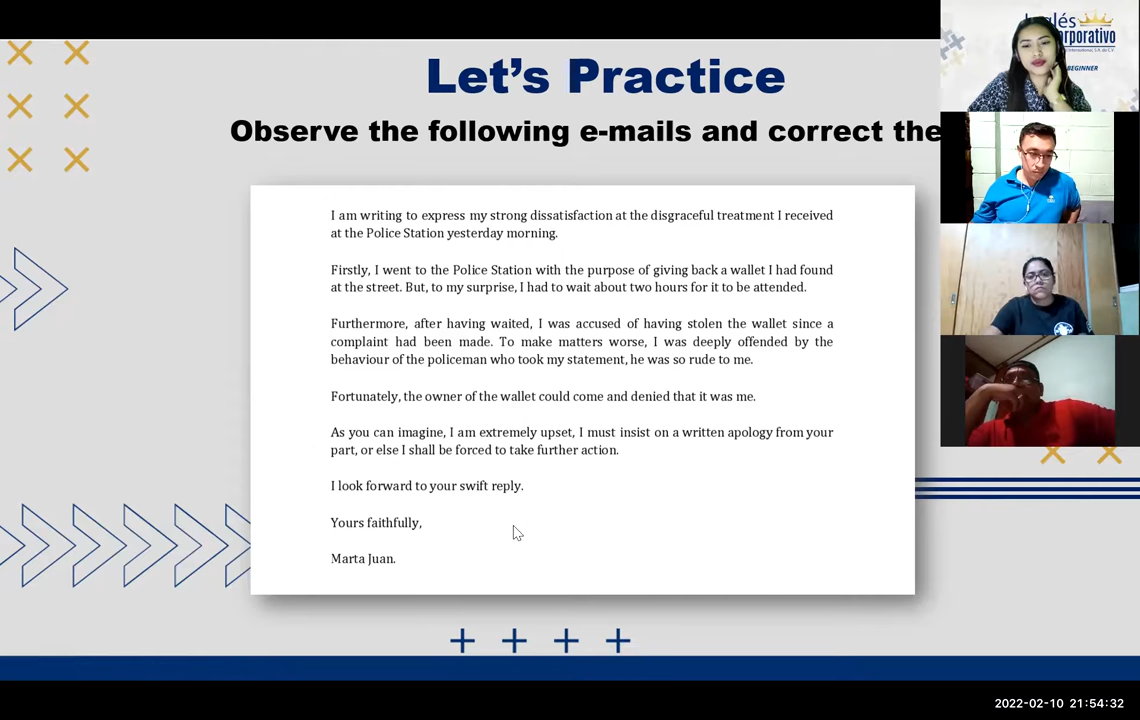 Let's Practice
Observe the following e-mails and correct the
I am writing to express my strong dissatisfaction at the disgraceful treatment I received
at the Police Station yesterday morning.
Firstly, I went to the Police Station with the purpose of giving back a wallet I had found
at the street. But, to my surprise, I had to wait about two hours for it to be attended.
Furthermore, after having waited, I was accused of having stolen the wallet since a
complaint had been made. To make matters worse, I was deeply offended by the
behaviour of the policeman who took my statement, he was so rude to me.
Fortunately, the owner of the wallet could come and denied that it was me.
As you can imagine, I am extremely upset, I must insist on a written apology from your
part, or else I shall be forced to take further action.
I look forward to your swift reply.
Yours faithfully,
Marta Juan.
BEGINNER
2022-02-10 21:54:32